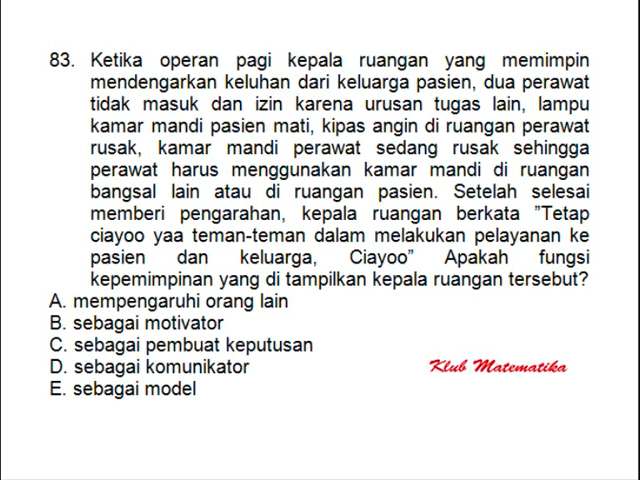 83. Ketika operan pagi kepala ruangan yang memimpin
mendengarkan keluhan dari keluarga pasien, dua perawat
tidak masuk dan izin karena urusan tugas lain, lampu
kamar mandi pasien mati, kipas angin di ruangan perawat
rusak, kamar mandi perawat sedang rusak sehingga
perawat harus menggunakan kamar mandi di ruangan
bangsal lain atau di ruangan pasien. Setelah selesai
memberi pengarahan, kepala ruangan berkata ”Tetap
ciayoo yaa teman-teman dalam melakukan pelayanan ke
pasien dan keluarga, Ciayoo” Apakah fungsi
kepemimpinan yang di tampilkan kepala ruangan tersebut?
A. mempengaruhi orang lain
B. sebagai motivator
C. sebagai pembuat keputusan
D. sebagai komunikator
Klub Matematika
E. sebagai model